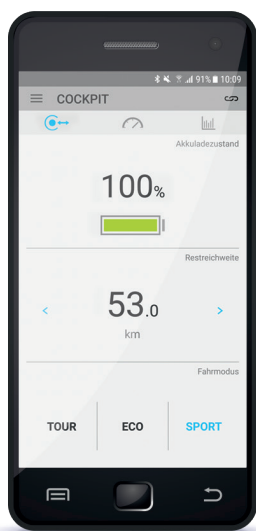 91% 10:09
COCKPIT
Akkuladezustand
100%
Restreichweite
53.0
km
Fahrmodus
TOUR ECO SPORT